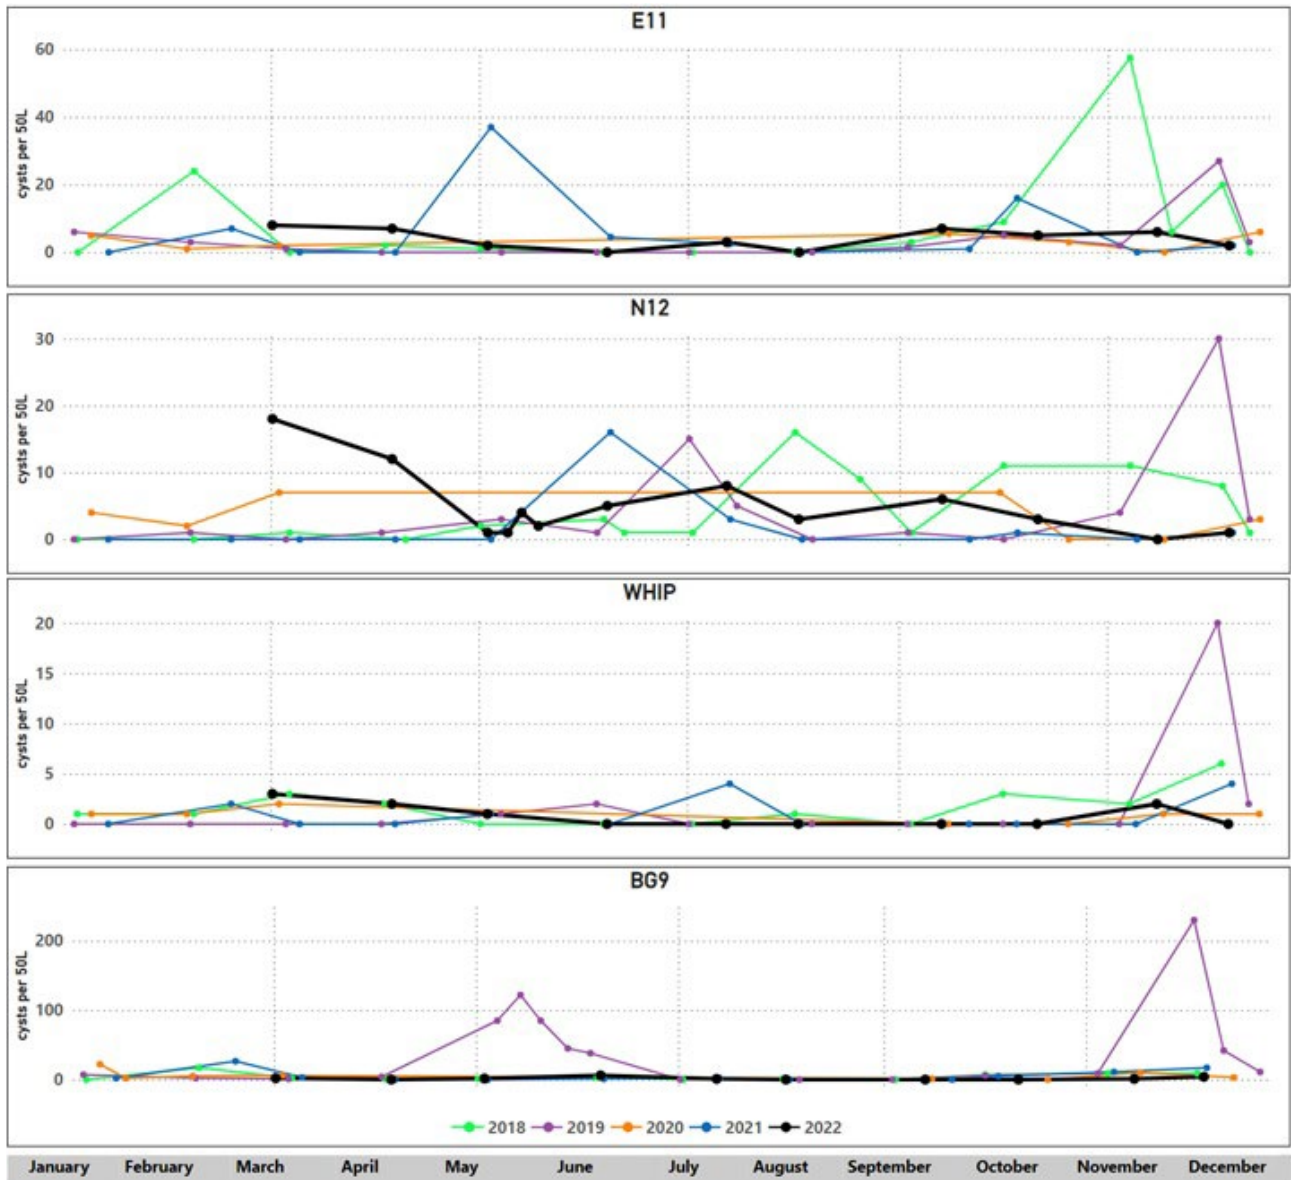 E11
60
40
20
0
cysts per 50L
N12
30
20
10
0
cysts per 50L
WHIP
20
15
10
5
0
cysts per 50L
BG9
200
100
0
cysts per 50L
2018 2019 2020 2021 2022
January February March April May June July August September October November December